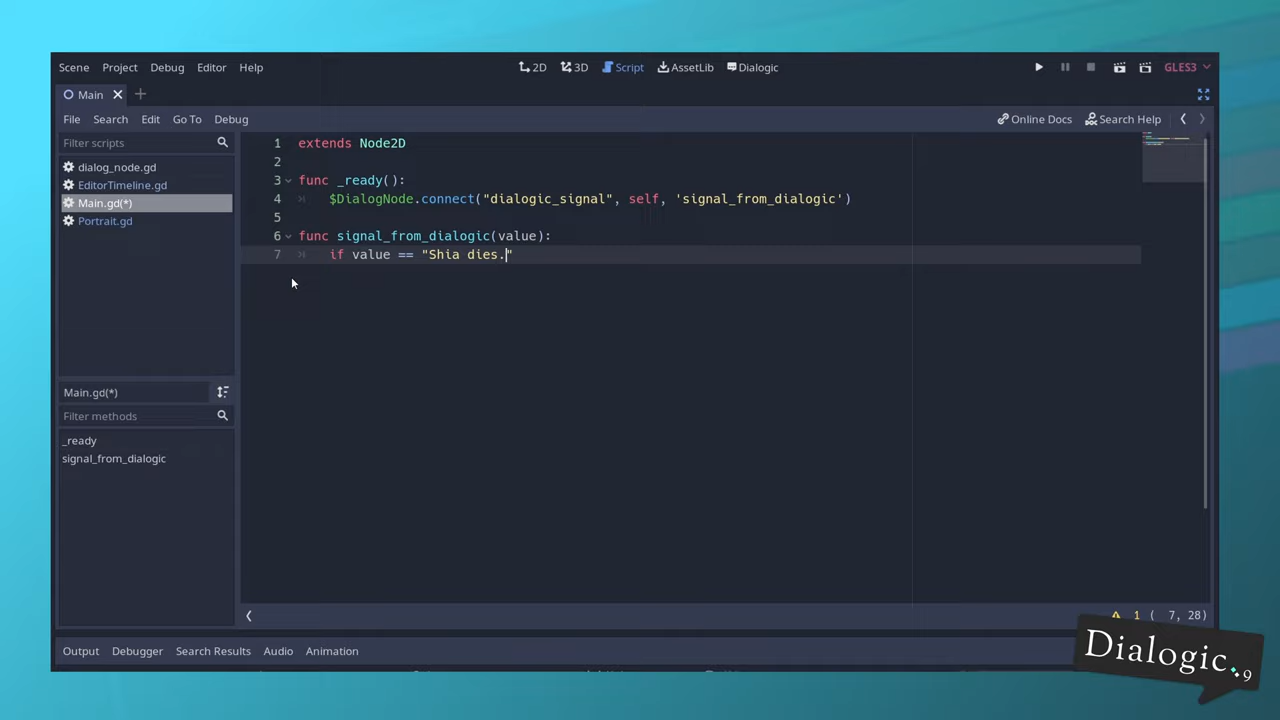 Scene Project Debug Editor Help 2D 3D Script AssetLib Dialogic GLES3
Main
File Search Edit Go To Debug Online Docs Search Help
Filter scripts
dialog_node.gd
EditorTimeline.gd
Main.gd(*)
Portrait.gd
Main.gd(*)
Filter methods
_ready
signal_from_dialogic
1 extends Node2D
2
3 func _ready():
4 $DialogNode.connect("dialogic_signal", self, 'signal_from_dialogic')
5
6 func signal_from_dialogic(value):
7 if value == "Shia dies."
1 ( 7, 28)
Output Debugger Search Results Audio Animation
Dialogic.9